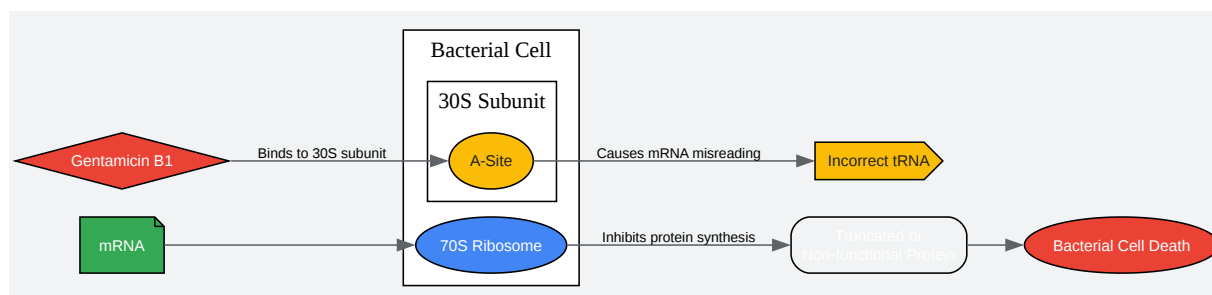 Bacterial Cell
30S Subunit
Gentamicin B1
Binds to 30S subunit
A-Site
Causes mRNA misreading
Incorrect tRNA
mRNA
70S Ribosome
Inhibits protein synthesis
Truncated or
Non-functional Protein
Bacterial Cell Death